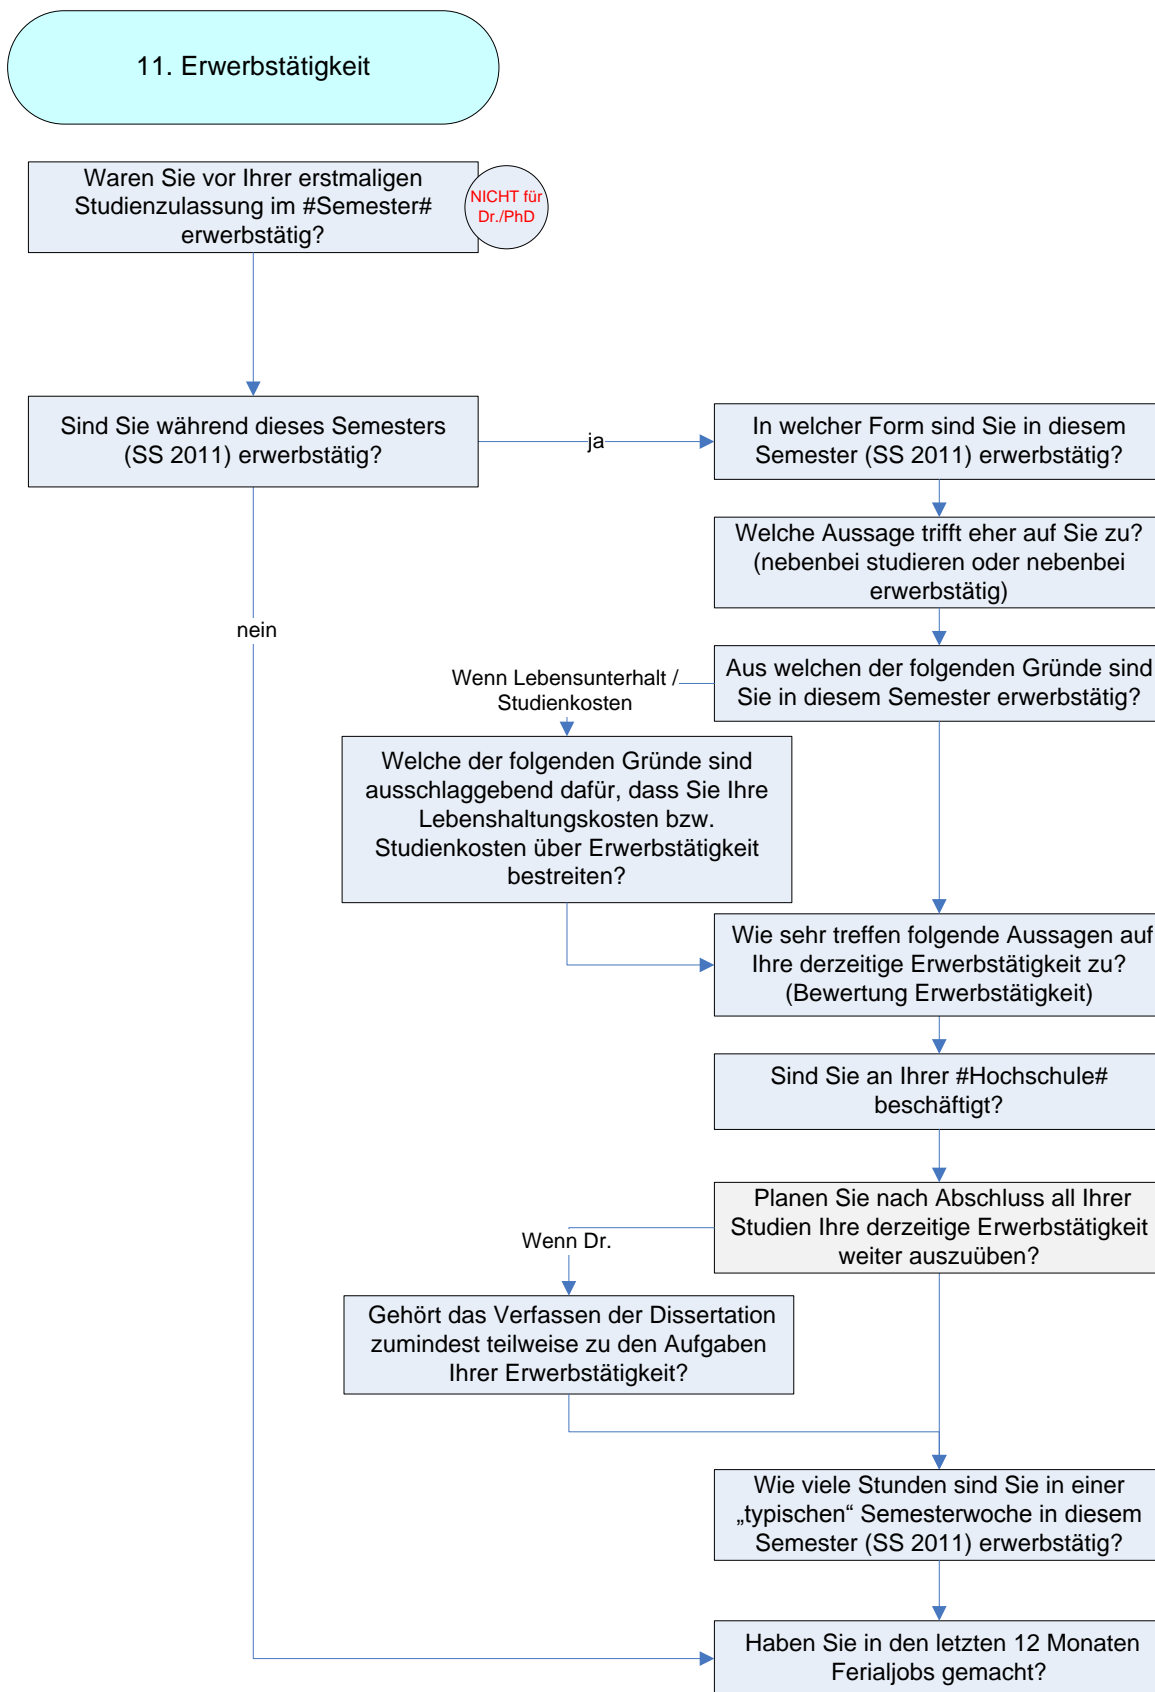 11. Erwerbstätigkeit
Waren Sie vor Ihrer erstmaligen
Studienzulassung im #Semester#
erwerbstätig?
NICHT für
Dr./PhD
Sind Sie während dieses Semesters
(SS 2011) erwerbstätig?
ja
In welcher Form sind Sie in diesem
Semester (SS 2011) erwerbstätig?
Welche Aussage trifft eher auf Sie zu?
(nebenbei studieren oder nebenbei
erwerbstätig)
nein
Aus welchen der folgenden Gründe sind
Sie in diesem Semester erwerbstätig?
Wenn Lebensunterhalt /
Studienkosten
Welche der folgenden Gründe sind
ausschlaggebend dafür, dass Sie Ihre
Lebenshaltungskosten bzw.
Studienkosten über Erwerbstätigkeit
bestreiten?
Wie sehr treffen folgende Aussagen auf
Ihre derzeitige Erwerbstätigkeit zu?
(Bewertung Erwerbstätigkeit)
Sind Sie an Ihrer #Hochschule#
beschäftigt?
Planen Sie nach Abschluss all Ihrer
Studien Ihre derzeitige Erwerbstätigkeit
weiter auszuüben?
Wenn Dr.
Gehört das Verfassen der Dissertation
zumindest teilweise zu den Aufgaben
Ihrer Erwerbstätigkeit?
Wie viele Stunden sind Sie in einer
„typischen“ Semesterwoche in diesem
Semester (SS 2011) erwerbstätig?
Haben Sie in den letzten 12 Monaten
Ferialjobs gemacht?